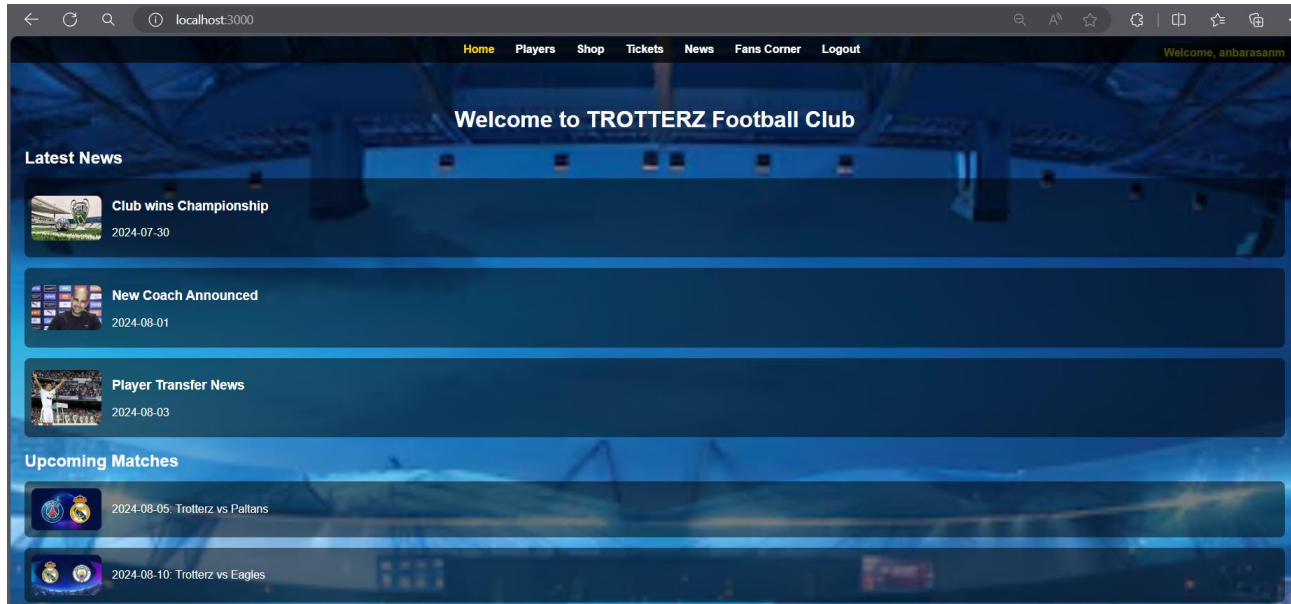 localhost:3000
Home Players Shop Tickets News Fans Corner Logout
Welcome, anbarasanm
Welcome to TROTTERZ Football Club
Latest News
Club wins Championship
2024-07-30
New Coach Announced
2024-08-01
Player Transfer News
2024-08-03
Upcoming Matches
2024-08-05: Trotterz vs Paltans
2024-08-10: Trotterz vs Eagles